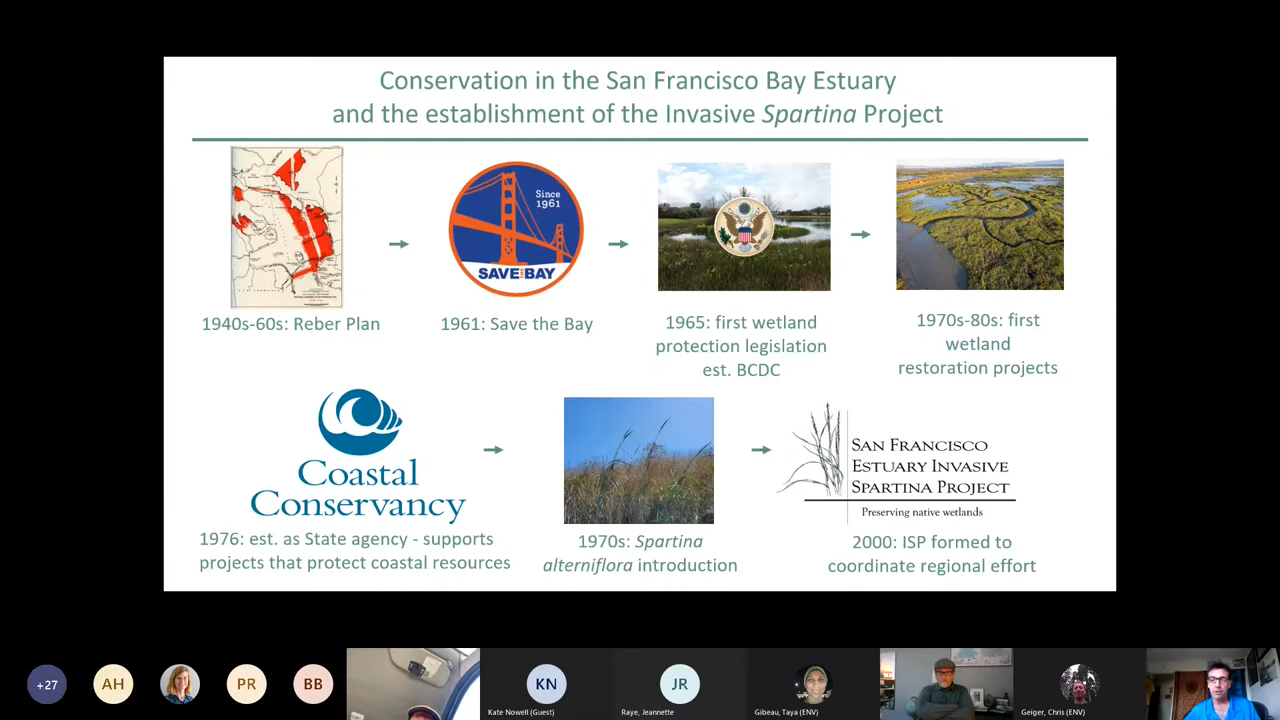 Conservation in the San Francisco Bay Estuary
and the establishment of the Invasive Spartina Project
Since
1961
SAVE THE BAY
1940s-60s: Reber Plan
1961: Save the Bay
1965: first wetland
protection legislation
est. BCDC
1970s-80s: first
wetland
restoration projects
Coastal
Conservancy
1976: est. as State agency - supports
projects that protect coastal resources
1970s: Spartina
alterniflora introduction
SAN FRANCISCO
ESTUARY INVASIVE
SPARTINA PROJECT
Preserving native wetlands
2000: ISP formed to
coordinate regional effort
+27
AH
PR
BB
KN
JR
Kate Nowell (Guest)
Raye, Jeannette
Gibeau, Taya (ENV)
Geiger, Chris (ENV)